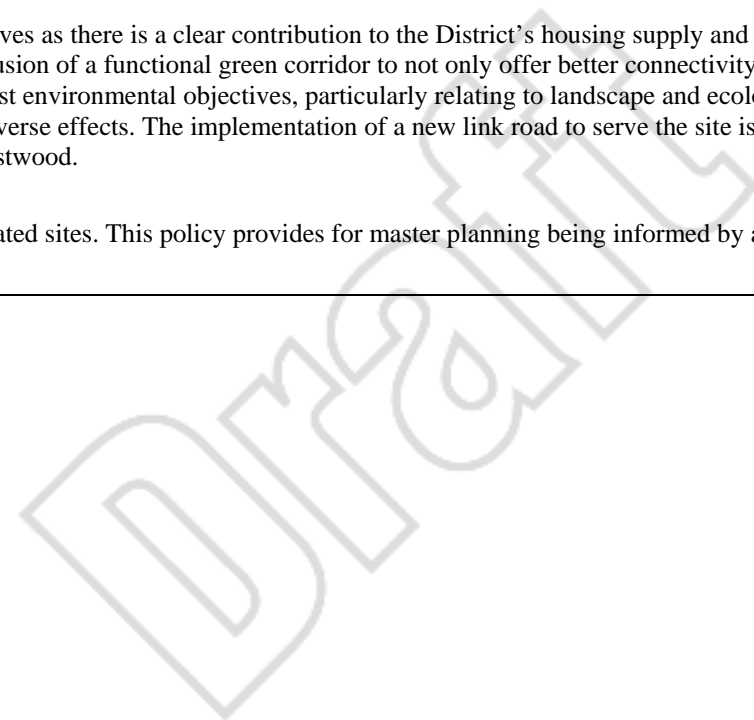 ves as there is a clear contribution to the District's housing supply and
usion of a functional green corridor to not only offer better connectivity
st environmental objectives, particularly relating to landscape and ecolo
verse effects. The implementation of a new link road to serve the site is
stwood.
ated sites. This policy provides for master planning being informed by a
Draft